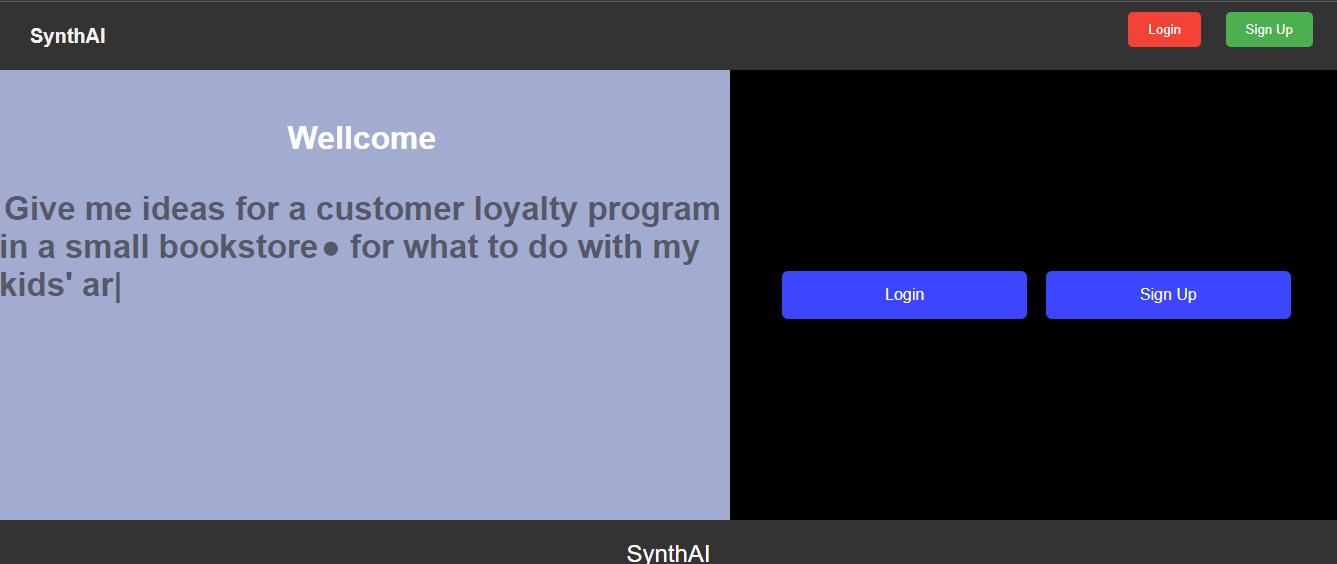 SynthAI
Login
Sign Up
Wellcome
Give me ideas for a customer loyalty program
in a small bookstore● for what to do with my
kids' ar|
Login
Sign Up
SynthAI